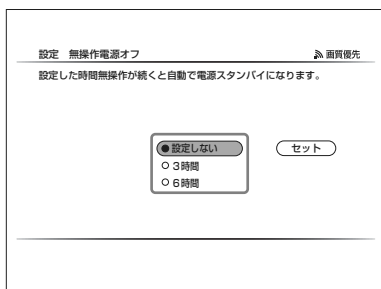 設定　無操作電源オフ　画質優先
設定した時間無操作が続くと自動で電源スタンバイになります。
設定しない　セット
3時間
6時間